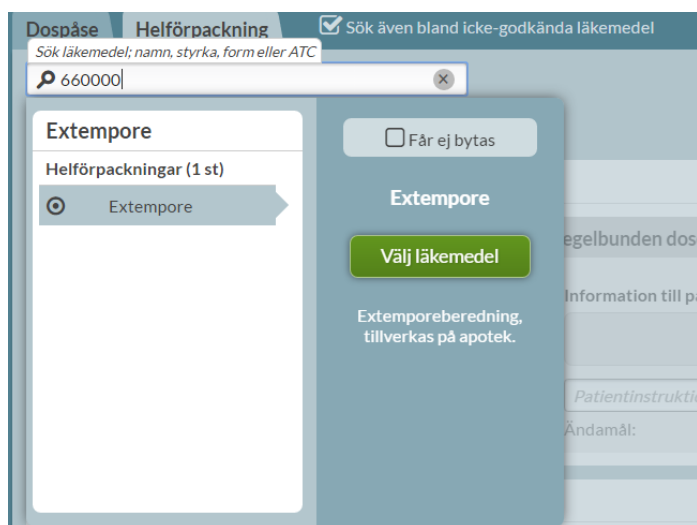 Dospåse Helförpackning Sök även bland icke-godkända läkemedel
Sök läkemedel; namn, styrka, form eller ATC
660000
Extempore
Helförpackningar (1 st)
Extempore
Får ej bytas
Extempore
Välj läkemedel
Extemporeberedning,
tillverkas på apotek.
egelbunden dos
Information till pa
Patientinstruktio
Ändamål: